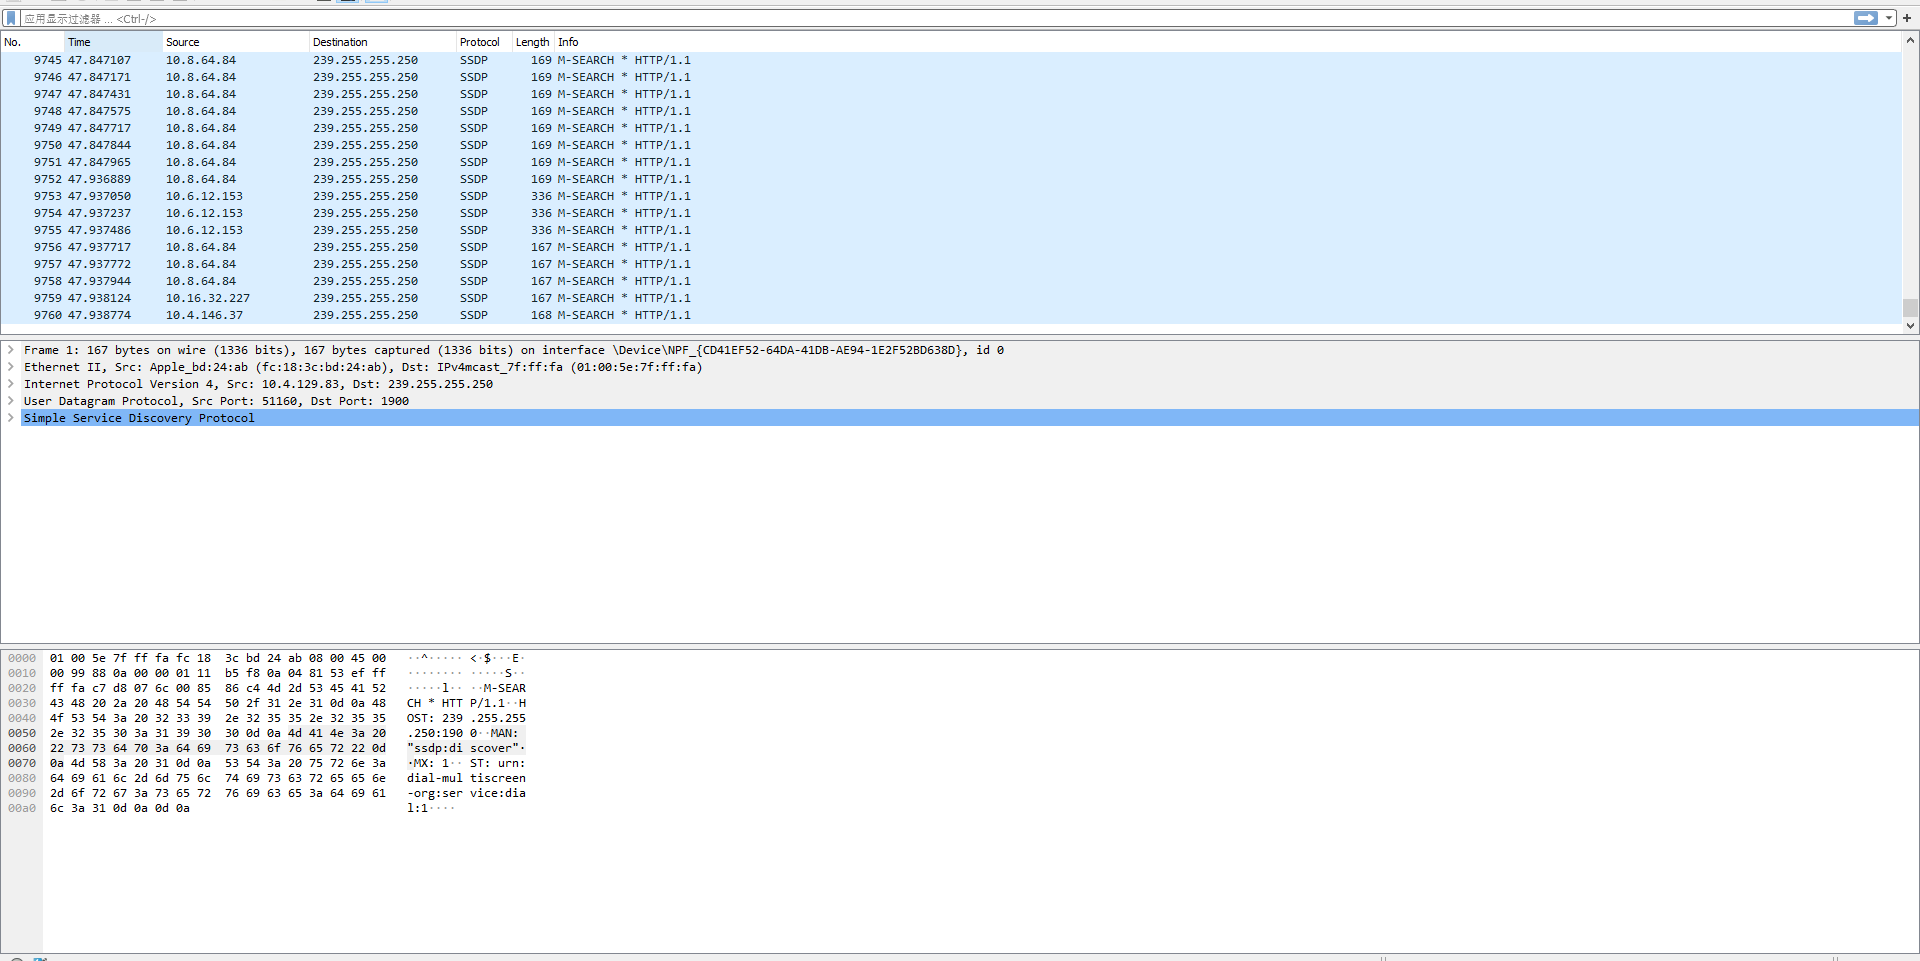 应用显示过滤器 … <Ctrl-/>
No. Time Source Destination Protocol Length Info
9745 47.847107 10.8.64.84 239.255.255.250 SSDP 169 M-SEARCH * HTTP/1.1
9746 47.847171 10.8.64.84 239.255.255.250 SSDP 169 M-SEARCH * HTTP/1.1
9747 47.847431 10.8.64.84 239.255.255.250 SSDP 169 M-SEARCH * HTTP/1.1
9748 47.847575 10.8.64.84 239.255.255.250 SSDP 169 M-SEARCH * HTTP/1.1
9749 47.847717 10.8.64.84 239.255.255.250 SSDP 169 M-SEARCH * HTTP/1.1
9750 47.847844 10.8.64.84 239.255.255.250 SSDP 169 M-SEARCH * HTTP/1.1
9751 47.847965 10.8.64.84 239.255.255.250 SSDP 169 M-SEARCH * HTTP/1.1
9752 47.936889 10.8.64.84 239.255.255.250 SSDP 169 M-SEARCH * HTTP/1.1
9753 47.937050 10.6.12.153 239.255.255.250 SSDP 336 M-SEARCH * HTTP/1.1
9754 47.937237 10.6.12.153 239.255.255.250 SSDP 336 M-SEARCH * HTTP/1.1
9755 47.937486 10.6.12.153 239.255.255.250 SSDP 336 M-SEARCH * HTTP/1.1
9756 47.937717 10.8.64.84 239.255.255.250 SSDP 167 M-SEARCH * HTTP/1.1
9757 47.937772 10.8.64.84 239.255.255.250 SSDP 167 M-SEARCH * HTTP/1.1
9758 47.937944 10.8.64.84 239.255.255.250 SSDP 167 M-SEARCH * HTTP/1.1
9759 47.938124 10.16.32.227 239.255.255.250 SSDP 167 M-SEARCH * HTTP/1.1
9760 47.938774 10.4.146.37 239.255.255.250 SSDP 168 M-SEARCH * HTTP/1.1
Frame 1: 167 bytes on wire (1336 bits), 167 bytes captured (1336 bits) on interface \Device\NPF_{CD41EF52-64DA-41DB-AE94-1E2F52BD638D}, id 0
Ethernet II, Src: Apple_bd:24:ab (fc:18:3c:bd:24:ab), Dst: IPv4mcast_7f:ff:fa (01:00:5e:7f:ff:fa)
Internet Protocol Version 4, Src: 10.4.129.83, Dst: 239.255.255.250
User Datagram Protocol, Src Port: 51160, Dst Port: 1900
Simple Service Discovery Protocol
0000 01 00 5e 7f ff fa fc 18 3c bd 24 ab 08 00 45 00 ··^····· <·$···E·
0010 00 99 88 0a 00 00 01 11 b5 f8 0a 04 81 53 ef ff ········ ·····S··
0020 ff fa c7 d8 07 6c 00 85 86 c4 4d 2d 53 45 41 52 ·····l·· ··M-SEAR
0030 43 48 20 2a 20 48 54 54 50 2f 31 2e 31 0d 0a 48 CH * HTT P/1.1··H
0040 4f 53 54 3a 20 32 33 39 2e 32 35 35 2e 32 35 35 OST: 239 .255.255
0050 2e 32 35 30 3a 31 39 30 30 0d 0a 4d 41 4e 3a 20 .250:190 0··MAN:
0060 22 73 73 64 70 3a 64 69 73 63 6f 76 65 72 22 0d "ssdp:di scover"·
0070 0a 4d 58 3a 20 31 0d 0a 53 54 3a 20 75 72 6e 3a ·MX: 1·· ST: urn:
0080 64 69 61 6c 2d 6d 75 6c 74 69 73 63 72 65 65 6e dial-mul tiscreen
0090 2d 6f 72 67 3a 73 65 72 76 69 63 65 3a 64 69 61 -org:ser vice:dia
00a0 6c 3a 31 0d 0a 0d 0a l:1····